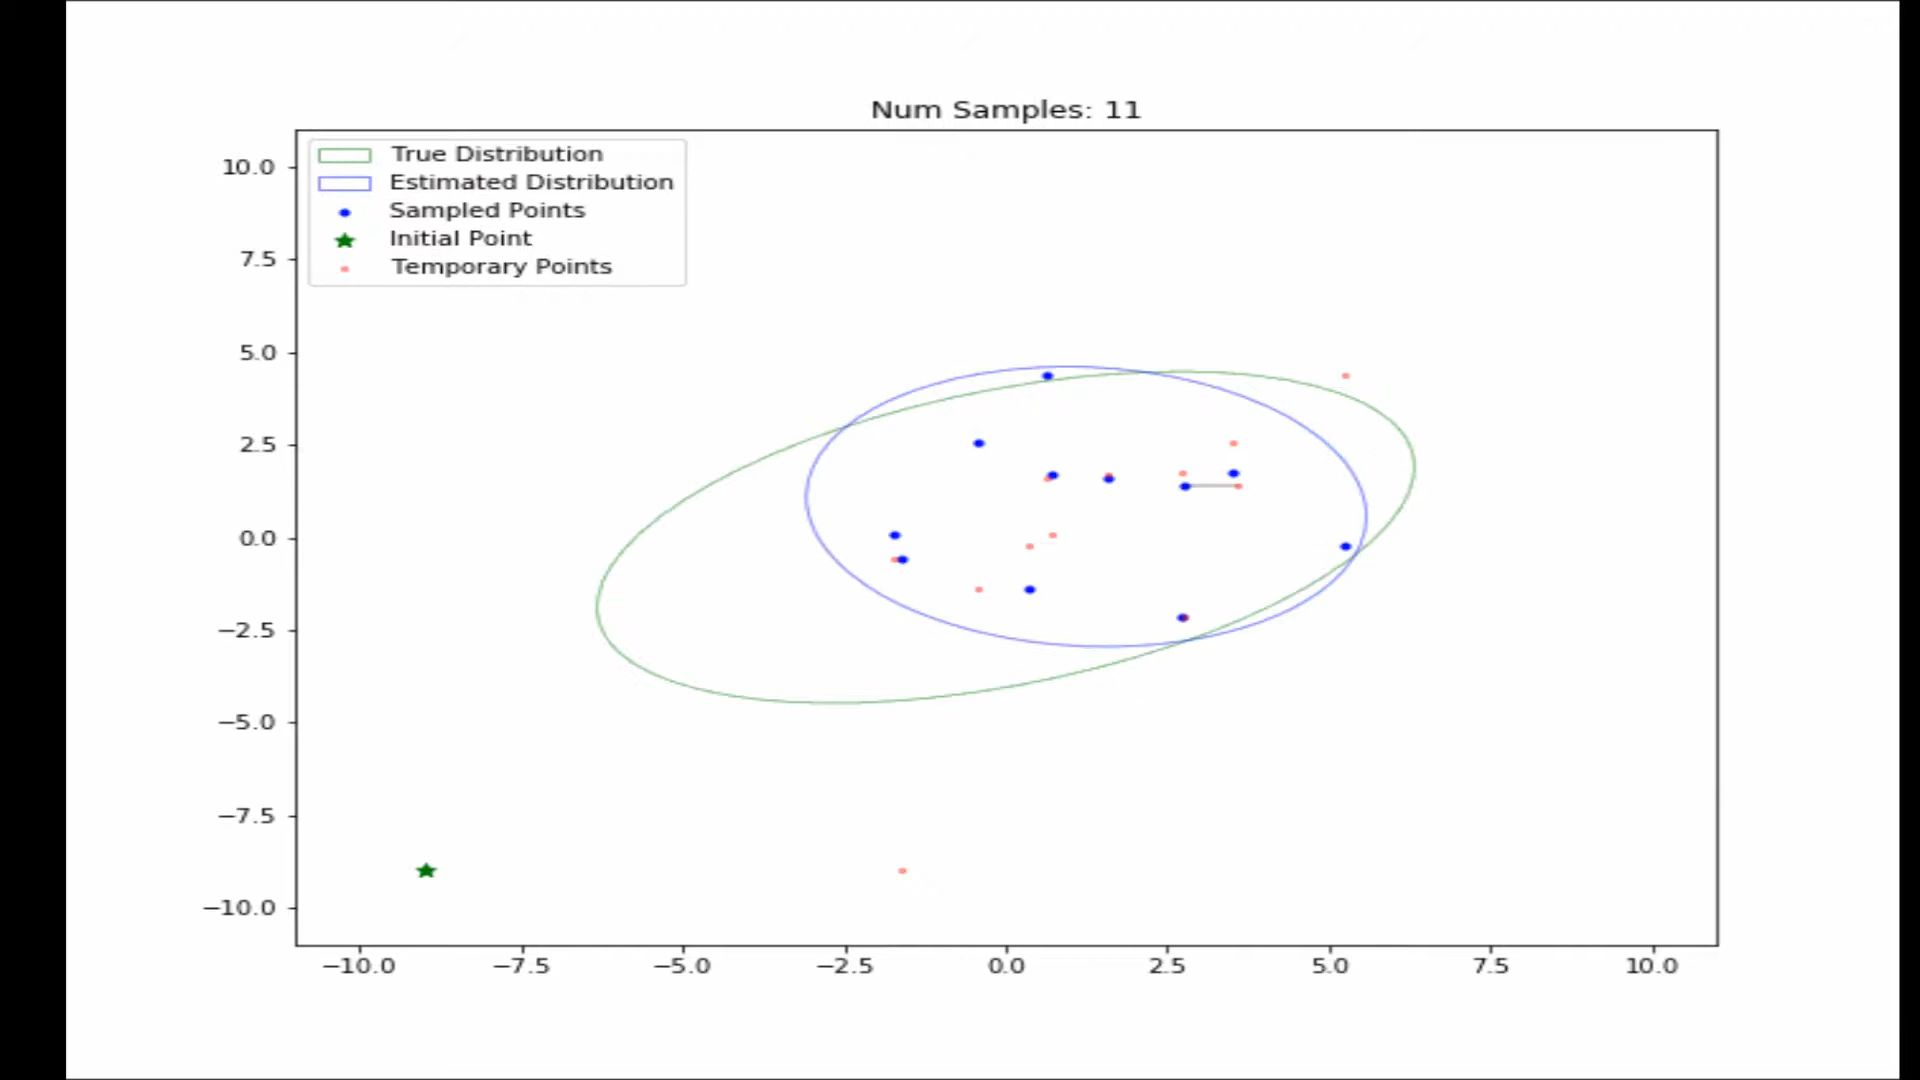 Num Samples: 11
True Distribution
Estimated Distribution
Sampled Points
Initial Point
Temporary Points
10.0
7.5
5.0
2.5
0.0
−2.5
−5.0
−7.5
−10.0
−10.0 −7.5 −5.0 −2.5 0.0 2.5 5.0 7.5 10.0